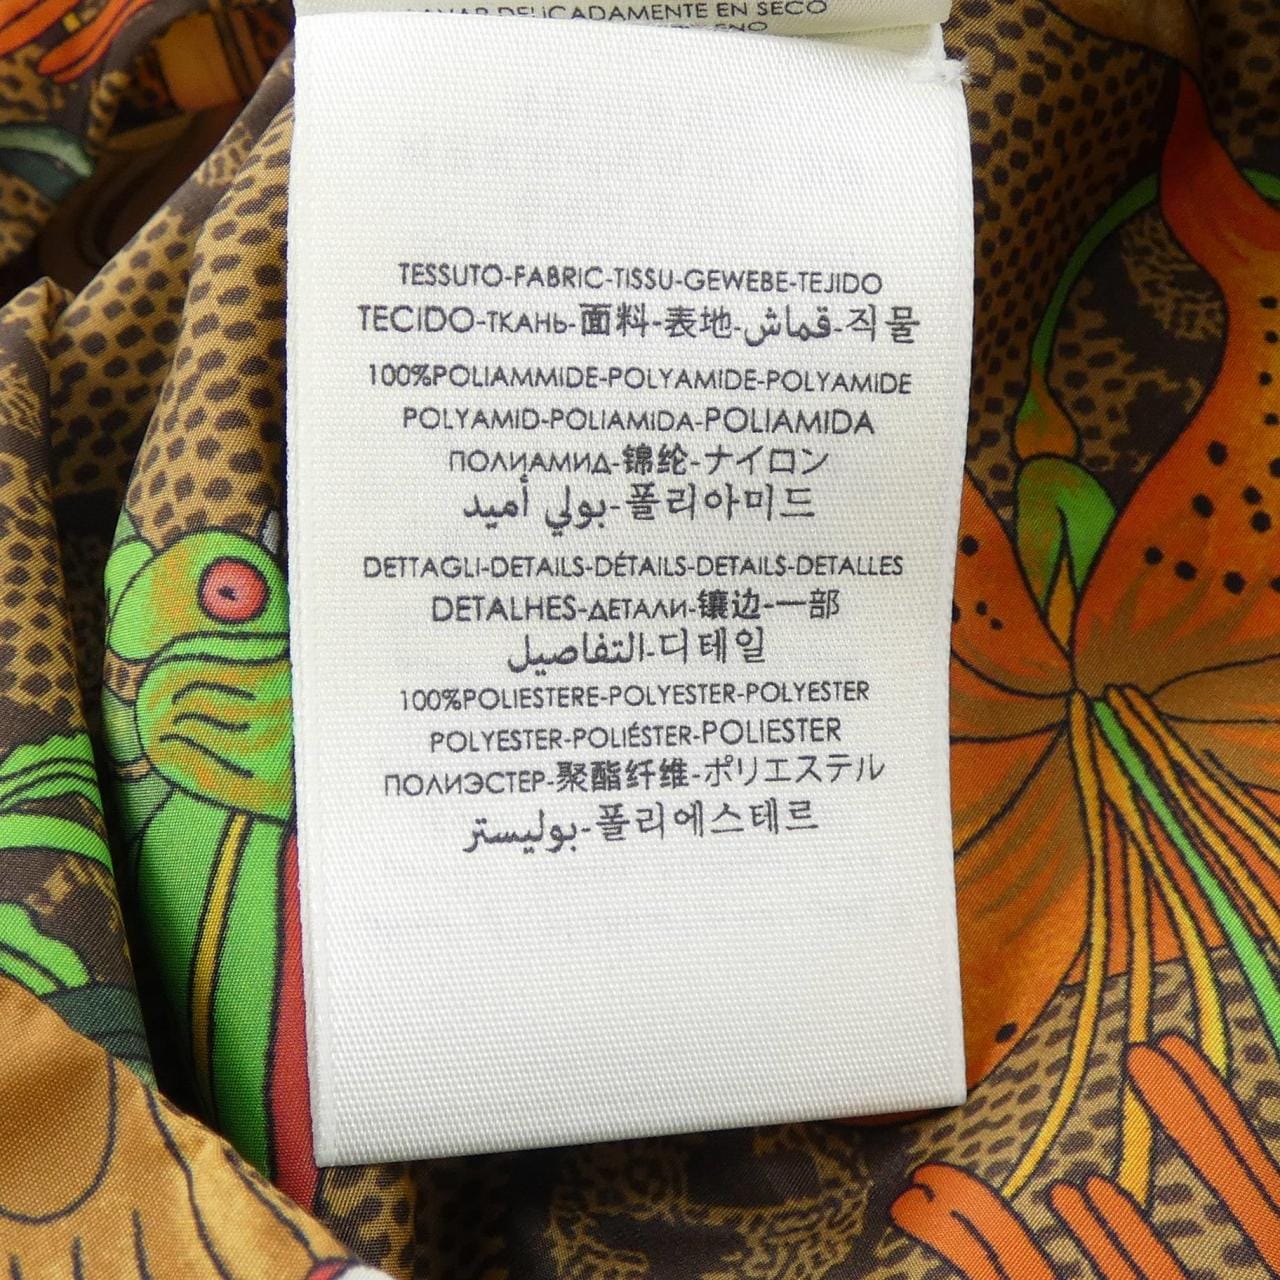 DELICADAMENTE EN SECO
TESSUTO-FABRIC-TISSU-GEWEBE-TEJIDO
TECIDO-ТКАНЬ-面料-表地-قماش-직물
100%POLIAMMIDE-POLYAMIDE-POLYAMIDE
POLYAMID-POLIAMIDA-POLIAMIDA
ПОЛИАМИД-锦纶-ナイロン
بولي أميد-폴리아미드
DETTAGLI-DETAILS-DÉTAILS-DETAILS-DETALLES
DETALHES-ДЕТАЛИ-镶边-一部
التفاصيل-디테일
100%POLIESTERE-POLYESTER-POLYESTER
POLYESTER-POLIÉSTER-POLIESTER
ПОЛИЭСТЕР-聚酯纤维-ポリエステル
بوليستر-폴리에스테르